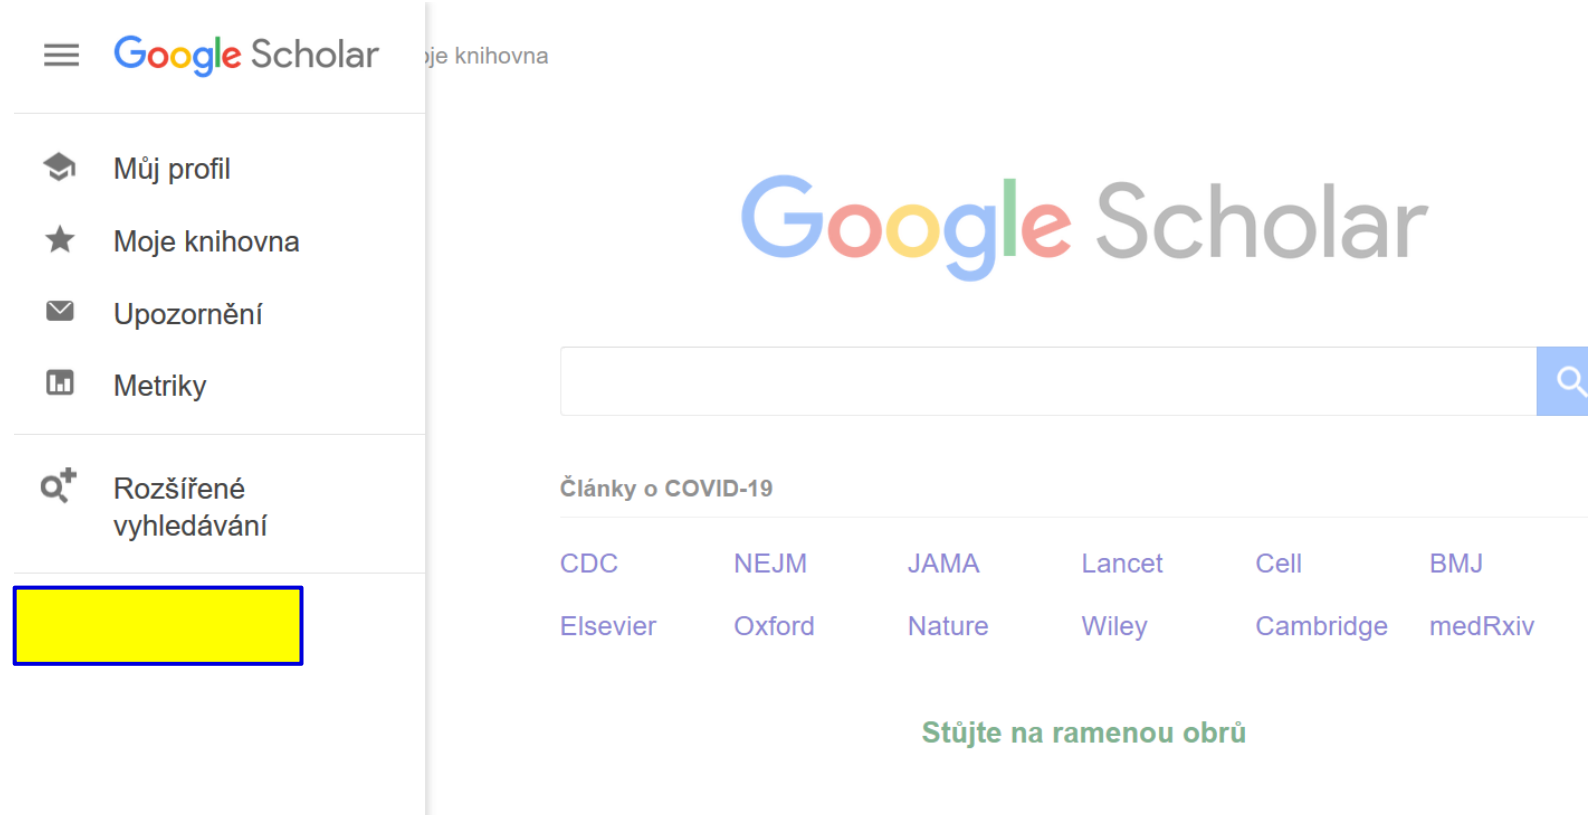 Google Scholar
je knihovna
Můj profil
Moje knihovna
Upozornění
Metriky
Rozšířené
vyhledávání
Google Scholar
Články o COVID-19
CDC NEJM JAMA Lancet Cell BMJ
Elsevier Oxford Nature Wiley Cambridge medRxiv
Stůjte na ramenou obrů